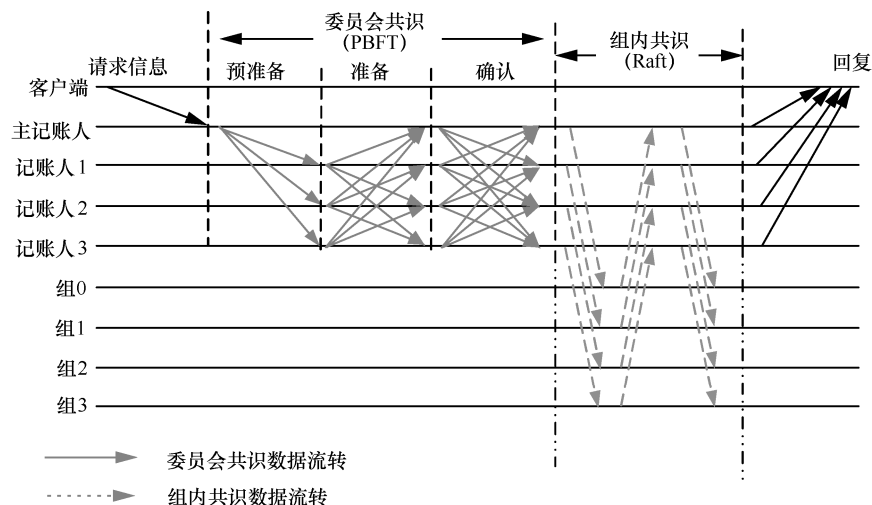 委员会共识
(PBFT)
组内共识
(Raft)
请求信息
预准备
准备
确认
回复
客户端
主记账人
记账人1
记账人2
记账人3
组0
组1
组2
组3
委员会共识数据流转
组内共识数据流转